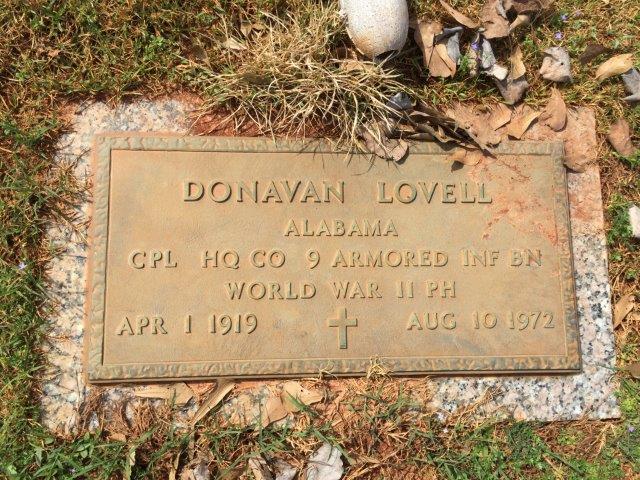 DONAVAN LOVELL
ALABAMA
CPL HQ CO 9 ARMORED INF BN
WORLD WAR II PH
APR 1 1919 AUG 10 1972